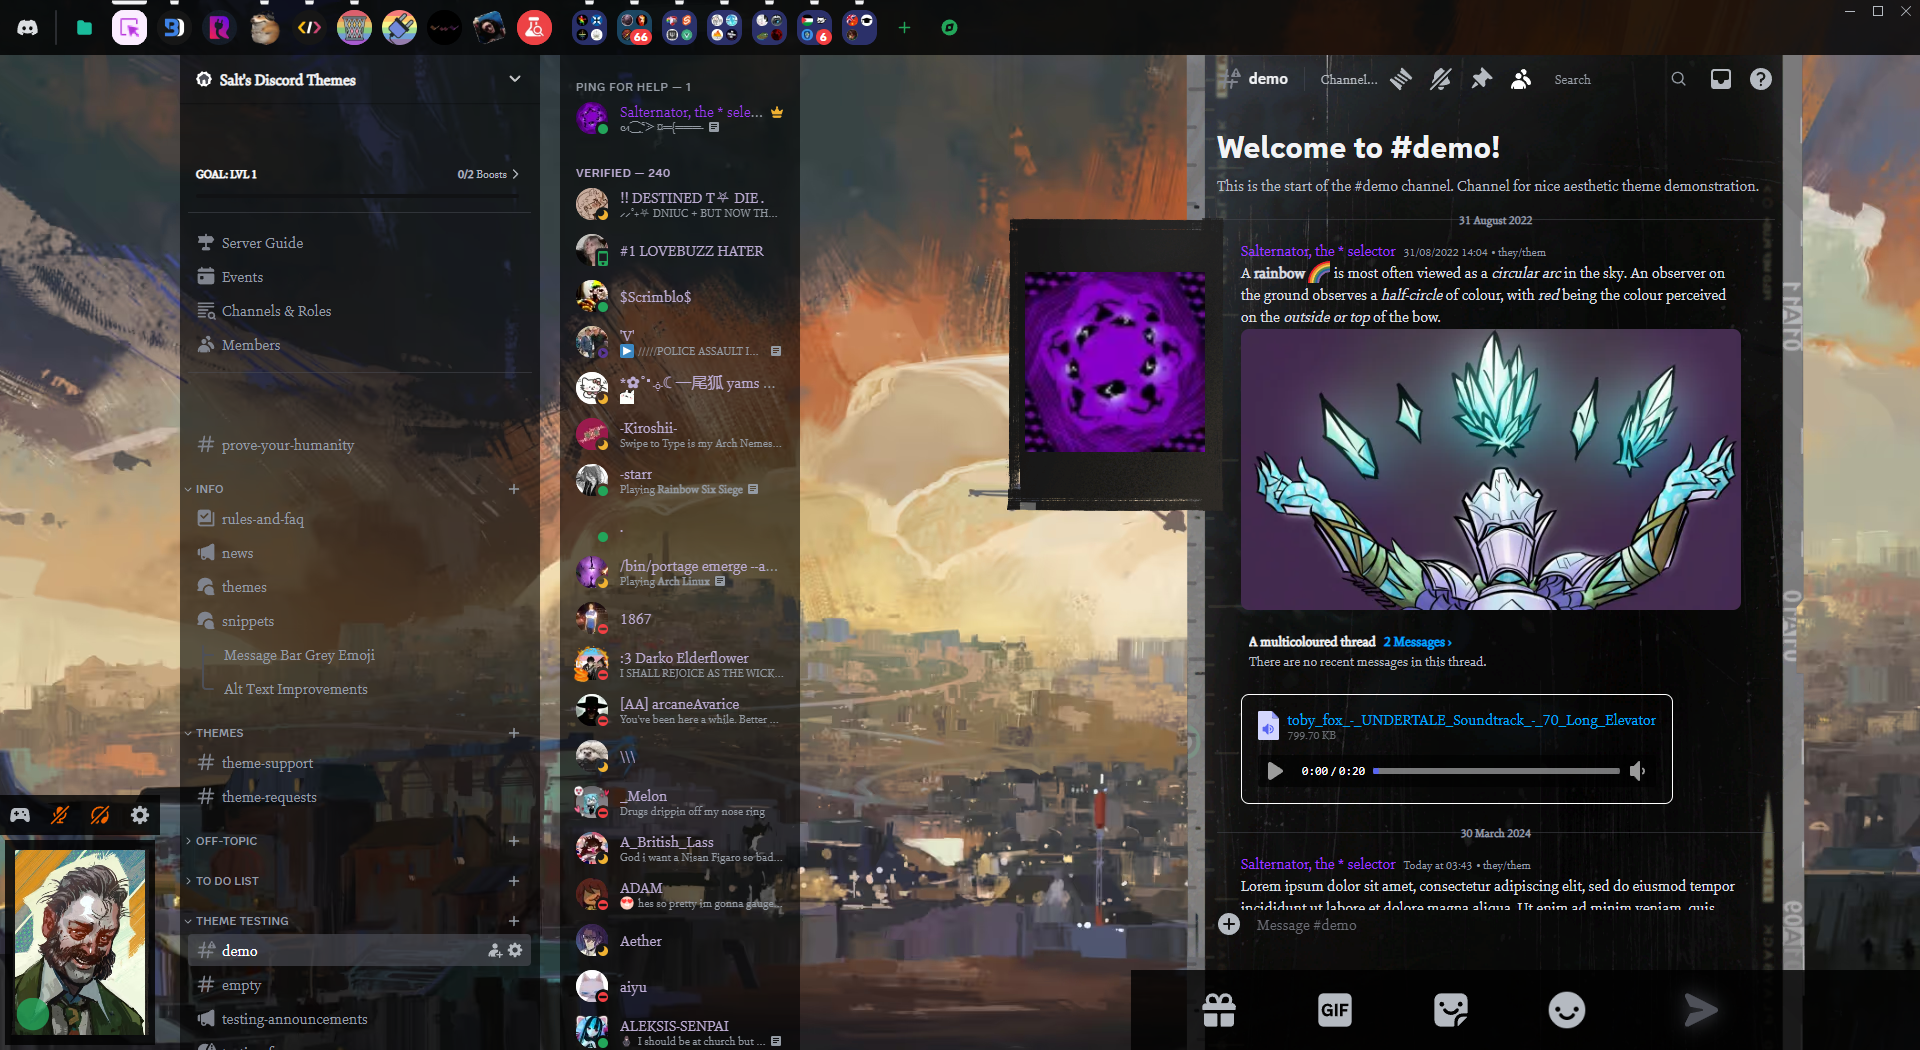 66
6
Salt's Discord Themes
GOAL: LVL 1
0/2 Boosts
Server Guide
Events
Channels & Roles
Members
prove-your-humanity
INFO
rules-and-faq
news
themes
snippets
Message Bar Grey Emoji
Alt Text Improvements
THEMES
theme-support
theme-requests
OFF-TOPIC
TO DO LIST
THEME TESTING
demo
empty
testing-announcements
PING FOR HELP — 1
Salternator, the * sele...
VERIFIED — 240
!! DESTINED T⛧ DIE .
DNIUC + BUT NOW TH...
#1 LOVEBUZZ HATER
$Scrimblo$
'V'
/////POLICE ASSAULT I...
一尾狐 yams ...
-Kiroshii-
Swipe to Type is my Arch Nemes...
-starr
Playing Rainbow Six Siege
.
/bin/portage emerge --a...
Playing Arch Linux
1867
:3 Darko Elderflower
I SHALL REJOICE AS THE WICK...
[AA] arcaneAvarice
You've been here a while. Better ...
\\\
_Melon
Drugs drippin off my nose ring
A_British_Lass
God i want a Nisan Figaro so bad...
ADAM
hes so pretty im gonna gauge...
Aether
aiyu
ALEKSIS-SENPAI
I should be at church but ...
demo
Channel...
Search
Welcome to #demo!
This is the start of the #demo channel. Channel for nice aesthetic theme demonstration.
31 August 2022
Salternator, the * selector 31/08/2022 14:04 • they/them
A rainbow 🌈 is most often viewed as a circular arc in the sky. An observer on
the ground observes a half-circle of colour, with red being the colour perceived
on the outside or top of the bow.
A multicoloured thread 2 Messages ›
There are no recent messages in this thread.
toby_fox_-_UNDERTALE_Soundtrack_-_70_Long_Elevator
799.70 KB
0:00/0:20
30 March 2024
Salternator, the * selector Today at 03:43 • they/them
Lorem ipsum dolor sit amet, consectetur adipiscing elit, sed do eiusmod tempor
incididunt ut labore et dolore magna aliqua. Ut enim ad minim veniam, quis
Message #demo
GIF